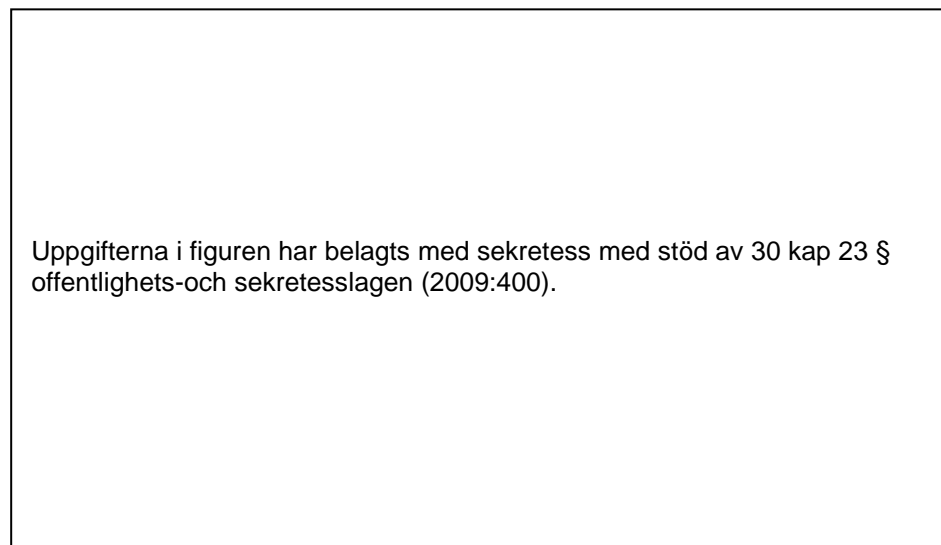 Uppgifterna i figuren har belagts med sekretess med stöd av 30 kap 23 §
offentlighets-och sekretesslagen (2009:400).